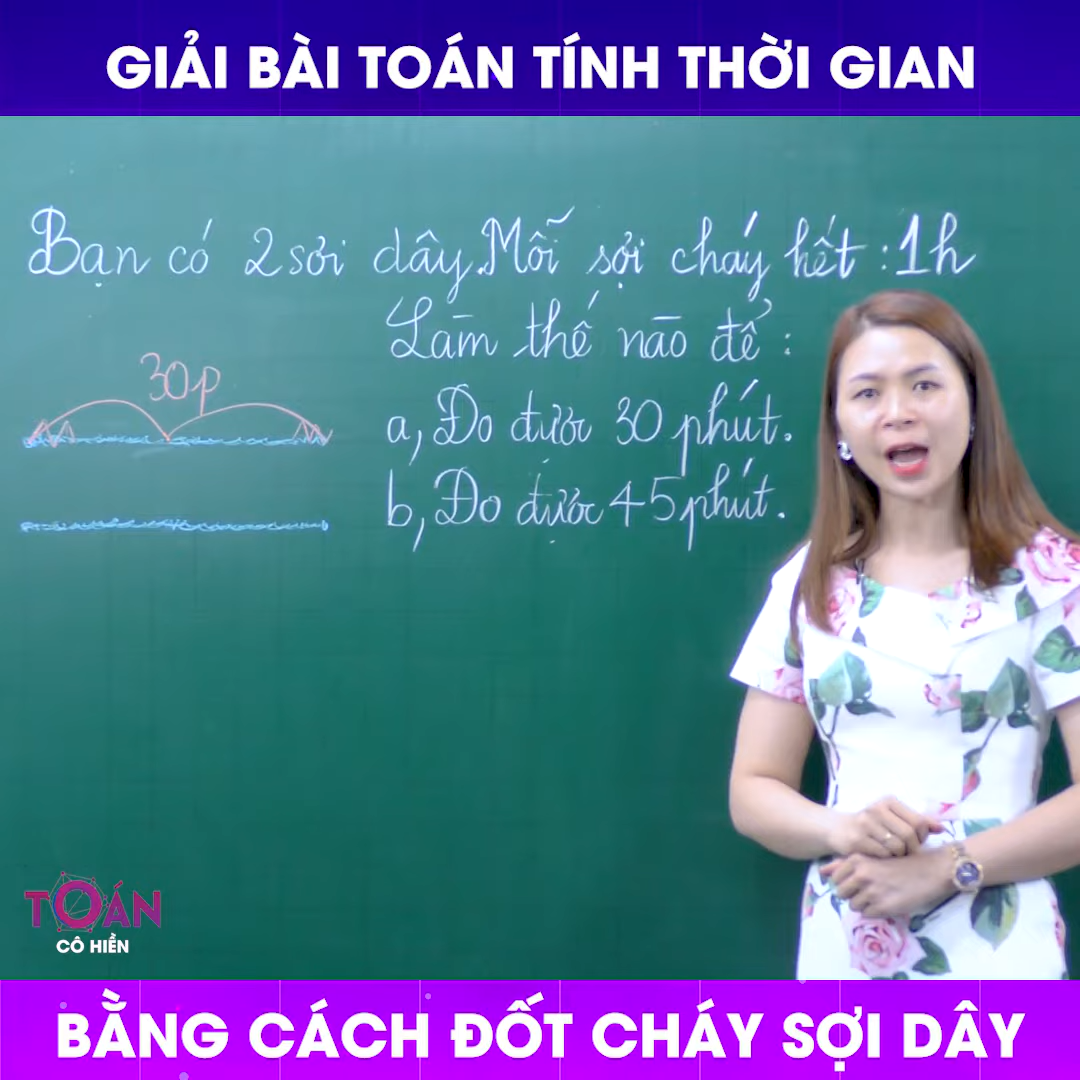 GIẢI BÀI TOÁN TÍNH THỜI GIAN
Bạn có 2 sợi dây. Mỗi sợi cháy hết : 1h
Làm thế nào để :
30p
a, Đo được 30 phút.
b, Đo được 45 phút.
TOÁN
CÔ HIỀN
BẰNG CÁCH ĐỐT CHÁY SỢI DÂY